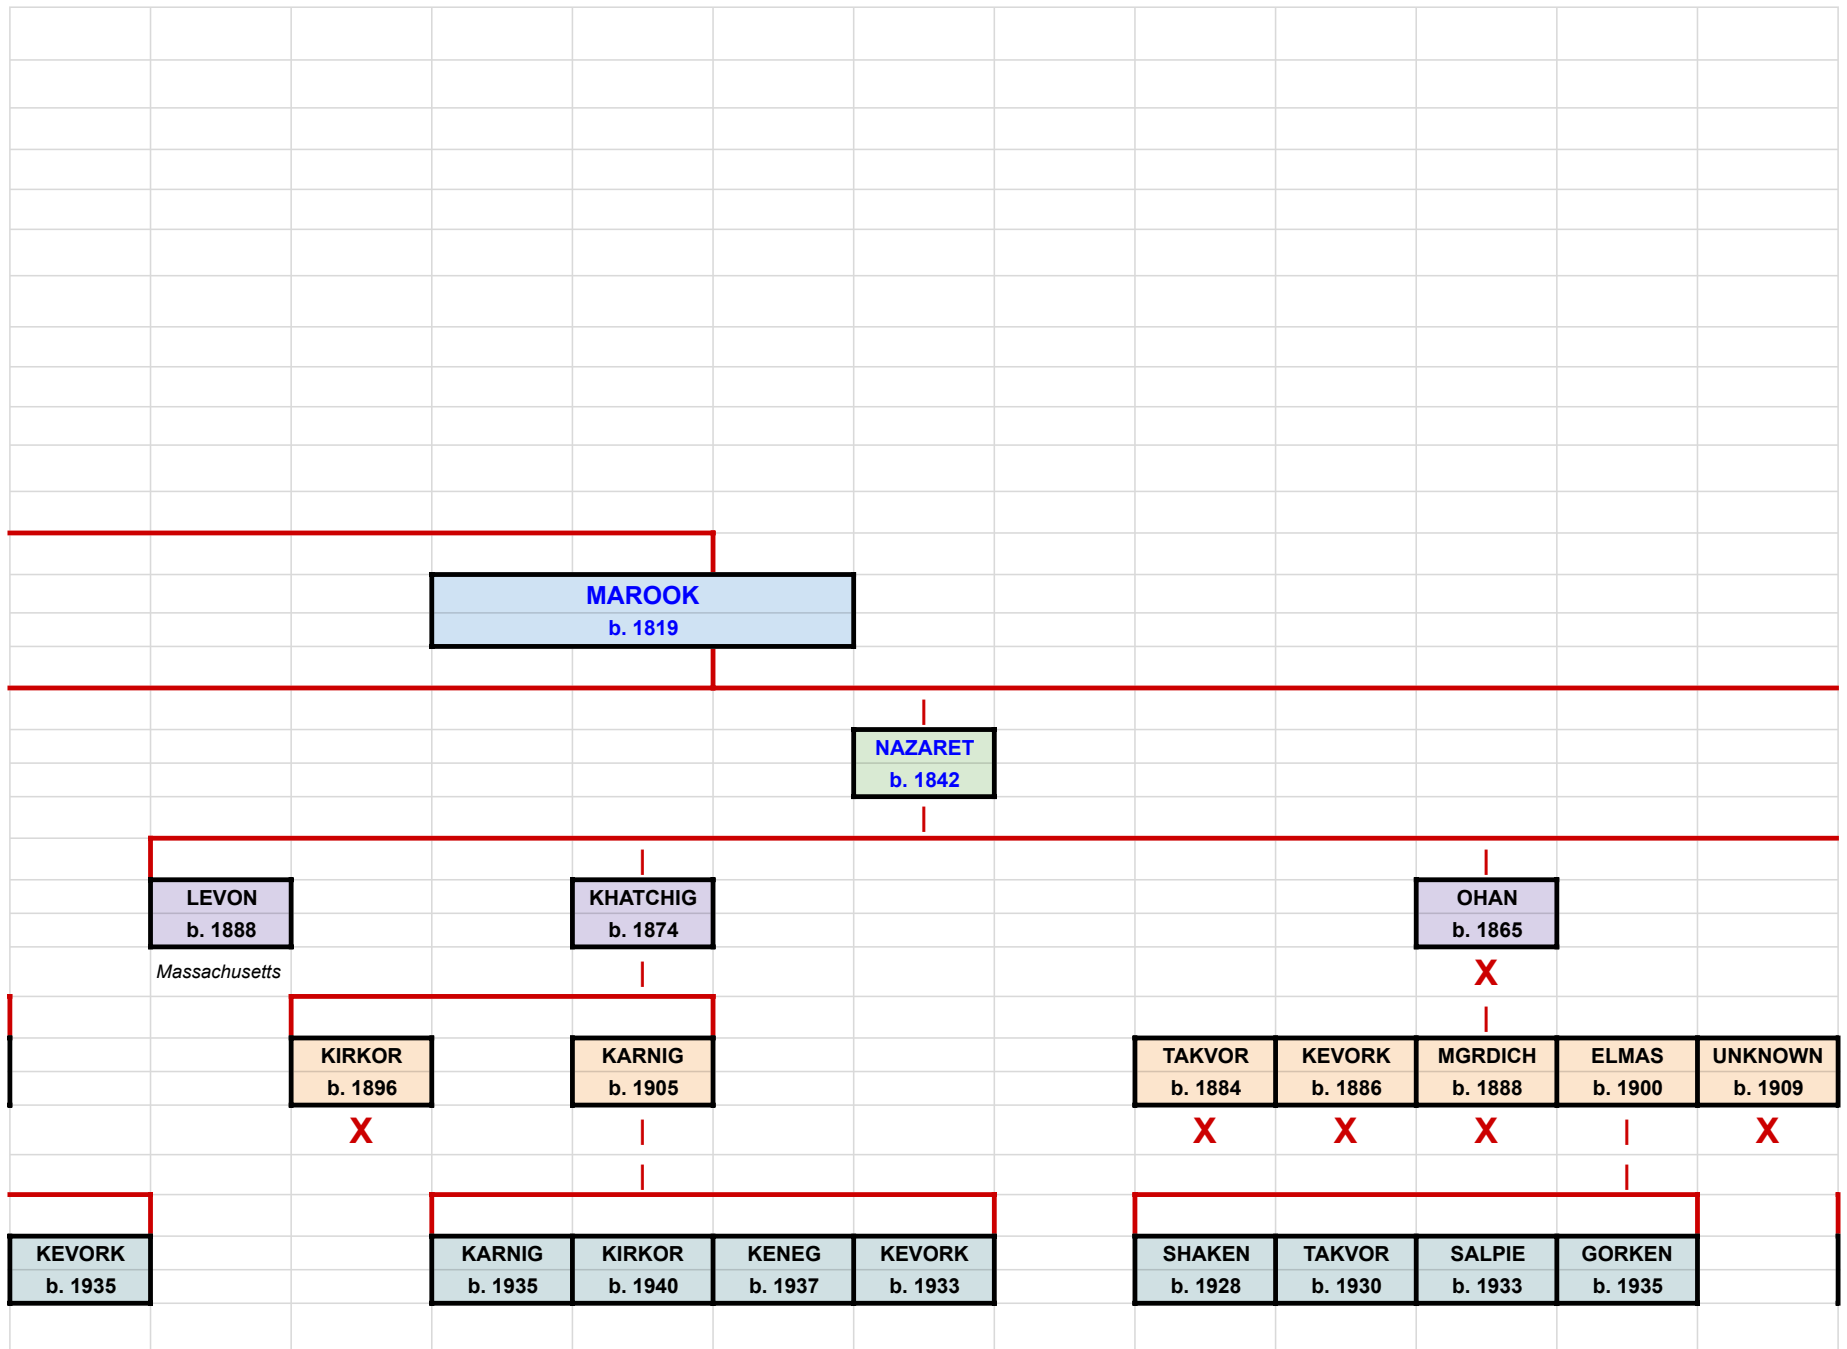 MAROOK
b. 1819
NAZARET
b. 1842
LEVON KHATCHIG OHAN
b. 1888 b. 1874 b. 1865
Massachusetts X
KIRKOR KARNIG TAKVOR KEVORK MGRDICH ELMAS UNKNOWN
b. 1896 b. 1905 b. 1884 b. 1886 b. 1888 b. 1900 b. 1909
X X X X X
KEVORK KARNIG KIRKOR KENEG KEVORK SHAKEN TAKVOR SALPIE GORKEN
b. 1935 b. 1935 b. 1940 b. 1937 b. 1933 b. 1928 b. 1930 b. 1933 b. 1935